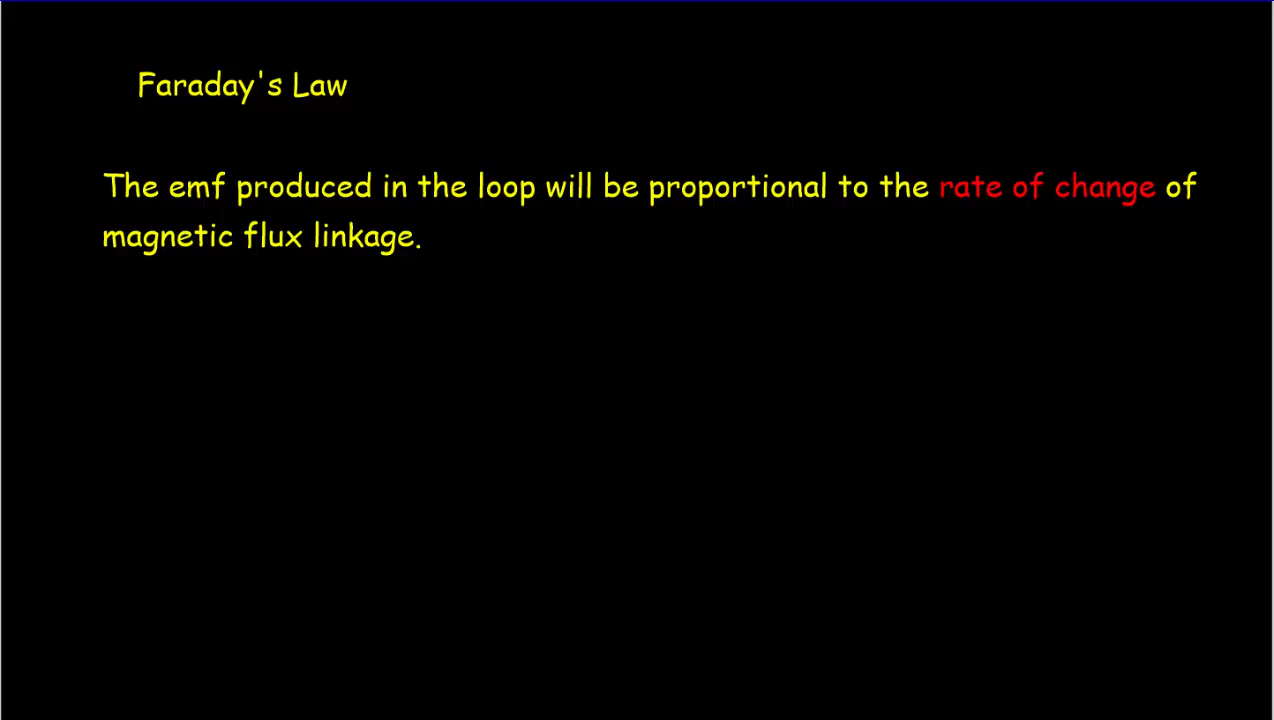 Faraday's Law
The emf produced in the loop will be proportional to the rate of change of
magnetic flux linkage.